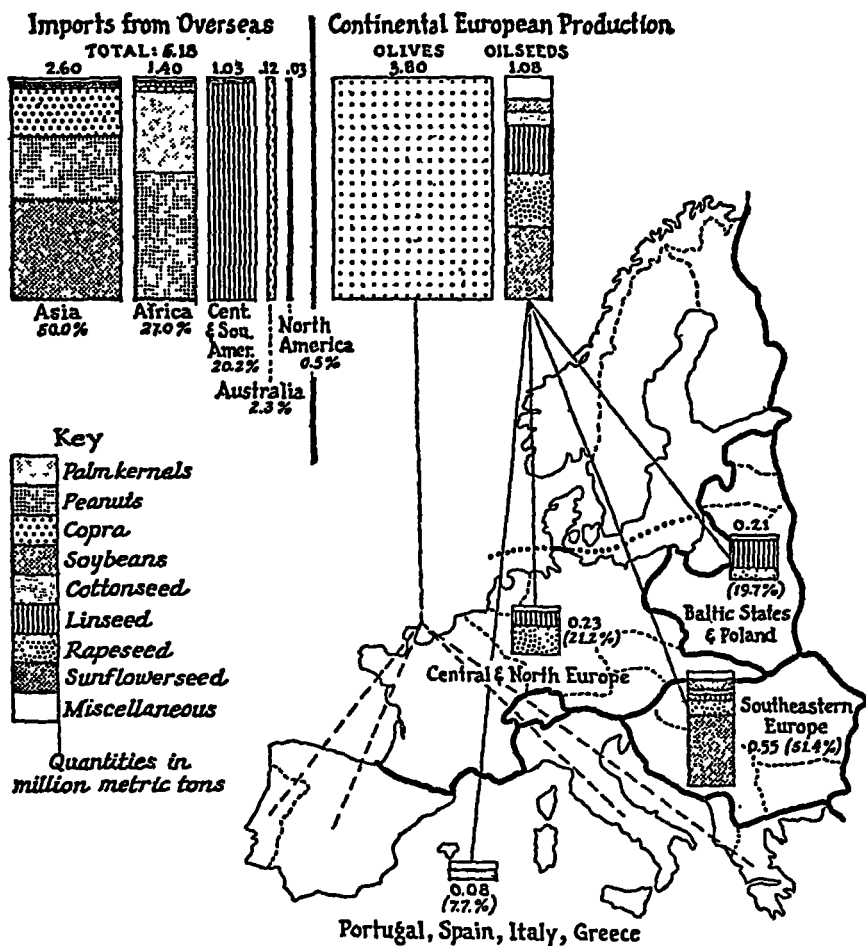 Imports from Overseas
TOTAL: 5.18
2.60
1.40
1.03
.12
.03
Asia
50.0%
Africa
27.0%
Cent.
& Sou.
Amer.
20.2%
Australia
2.3%
North
America
0.5%
Continental European Production
OLIVES
3.80
OILSEEDS
1.08
Key
Palm kernals
Peanuts
Copra
Soybeans
Cottonseed
Linseed
Rapeseed
Sunflowerseed
Miscellaneous
Quantities in
million metric tons
0.21
(19.7%)
Baltic States
& Poland
0.23
(21.2%)
Central & North Europe
Southeastern
Europe
0.55 (51.4%)
0.08
(7.7%)
Portugal, Spain, Italy, Greece